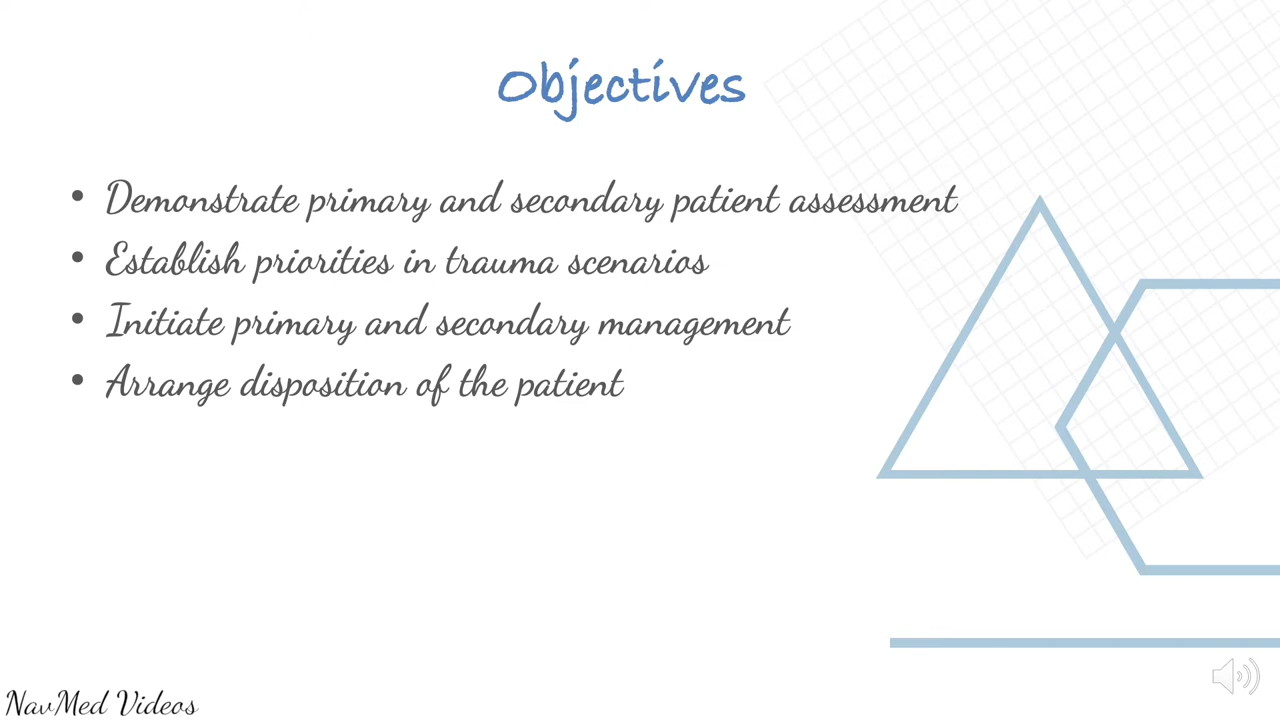 Objectives
• Demonstrate primary and secondary patient assessment
• Establish priorities in trauma scenarios
• Initiate primary and secondary management
• Arrange disposition of the patient
NavMed Videos